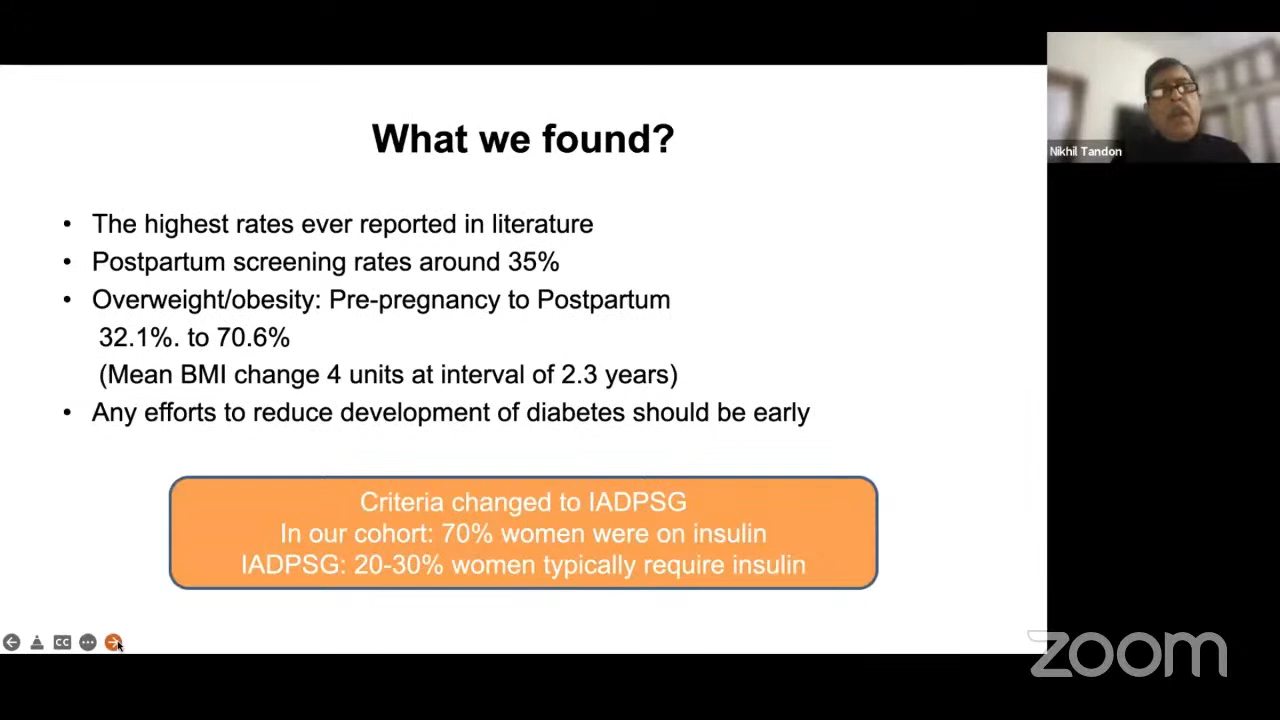 What we found?
• The highest rates ever reported in literature
• Postpartum screening rates around 35%
• Overweight/obesity: Pre-pregnancy to Postpartum
32.1%. to 70.6%
(Mean BMI change 4 units at interval of 2.3 years)
• Any efforts to reduce development of diabetes should be early
Criteria changed to IADPSG
In our cohort: 70% women were on insulin
IADPSG: 20-30% women typically require insulin
CC
Nikhil Tandon
zoom